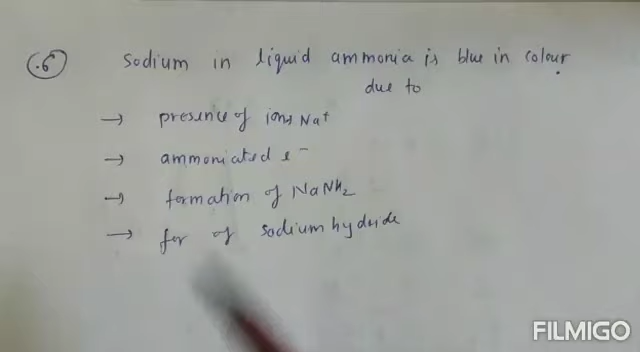 .6 Sodium in liquid ammonia is blue in colour.
due to
→ presence of ions Na+
→ ammoniated e−
→ formation of NaNH2
→ for of sodium hydride
FILMIGO